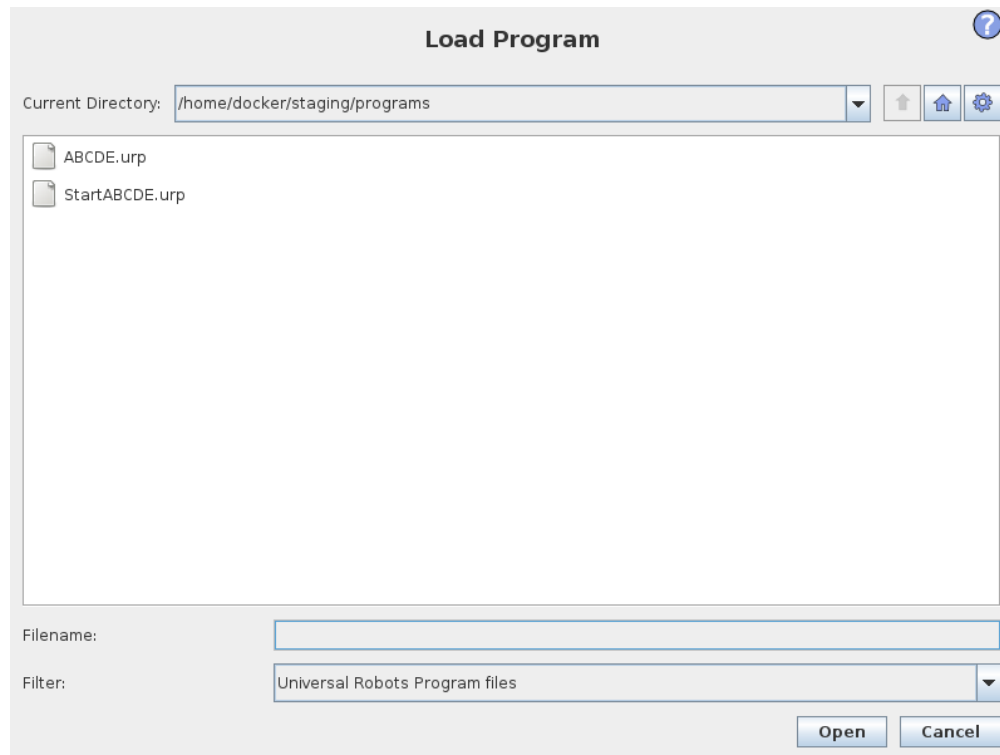 Load Program
?
Current Directory: /home/docker/staging/programs
ABCDE.urp
StartABCDE.urp
Filename:
Filter: Universal Robots Program files
Open Cancel